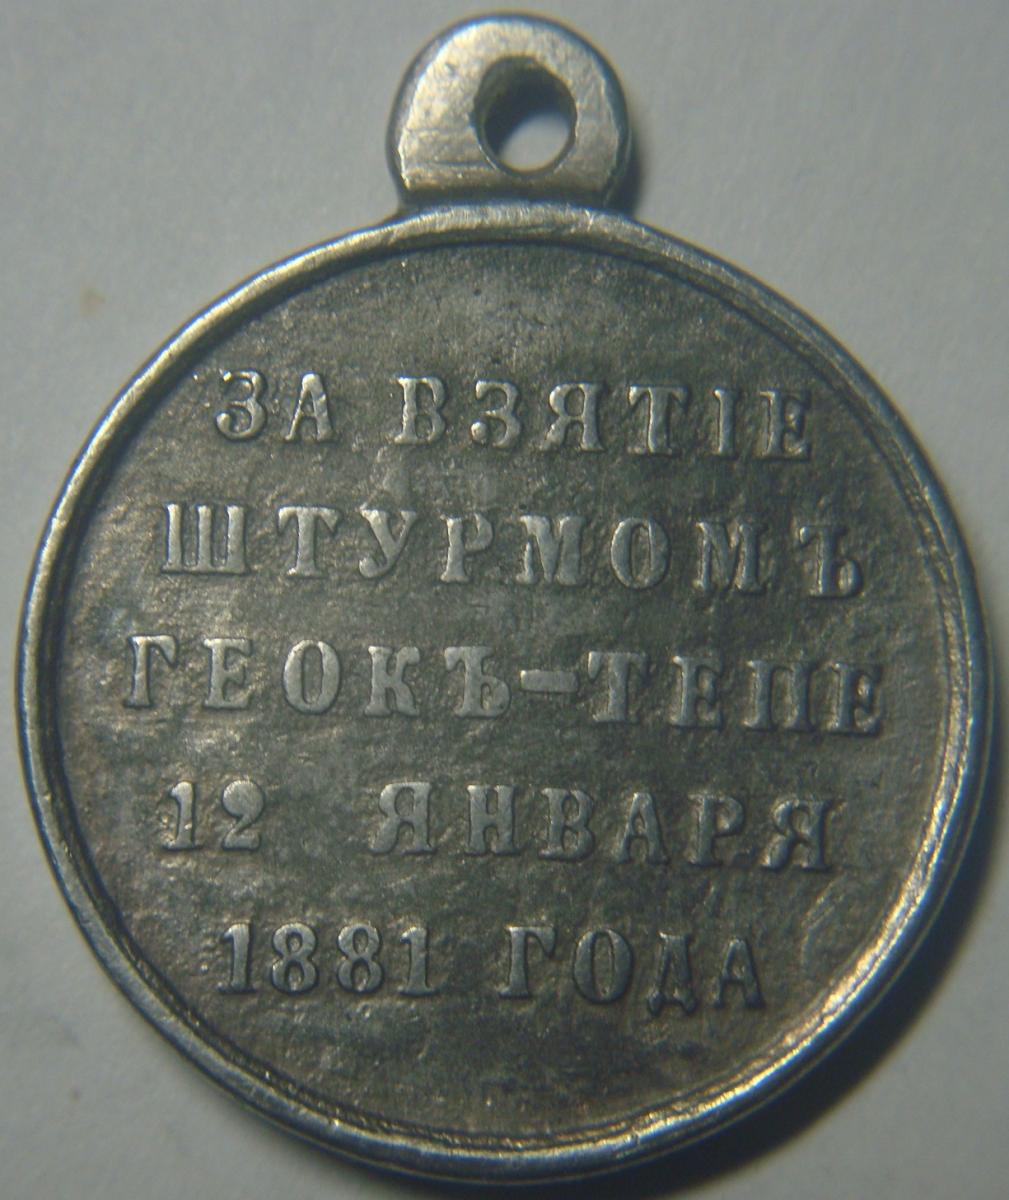 ЗА ВЗЯТІЕ
ШТУРМОМЪ
ГЕОКЪ-ТЕПЕ
12 ЯНВАРЯ
1881 ГОДА